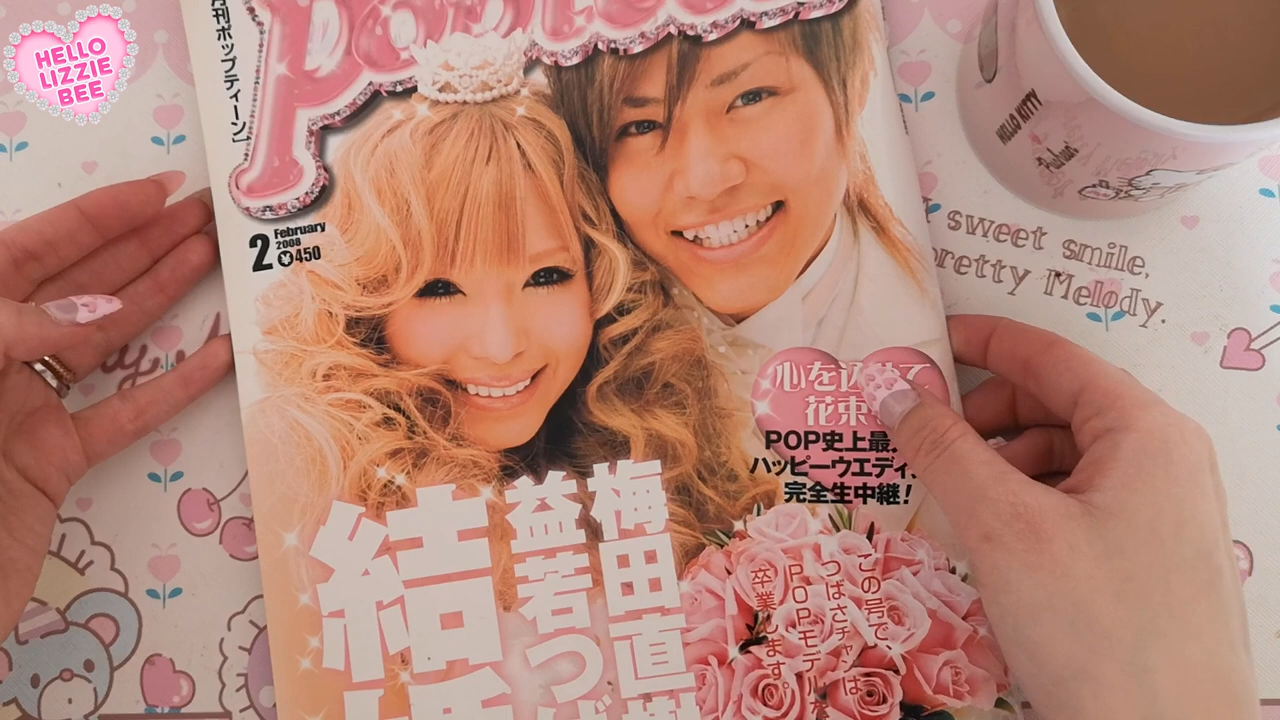 HELLO
LIZZIE
BEE
月刊ポップティーン]
2 February
2008
¥450
HELLO KITTY
sweet smile,
pretty Melody.
心を込めて
花束
POP史上最
ハッピーウエディ
完全生中継!
梅田直樹
益若つば
結婚
この号で、
つばさチャンは
POPモデルを
卒業します。